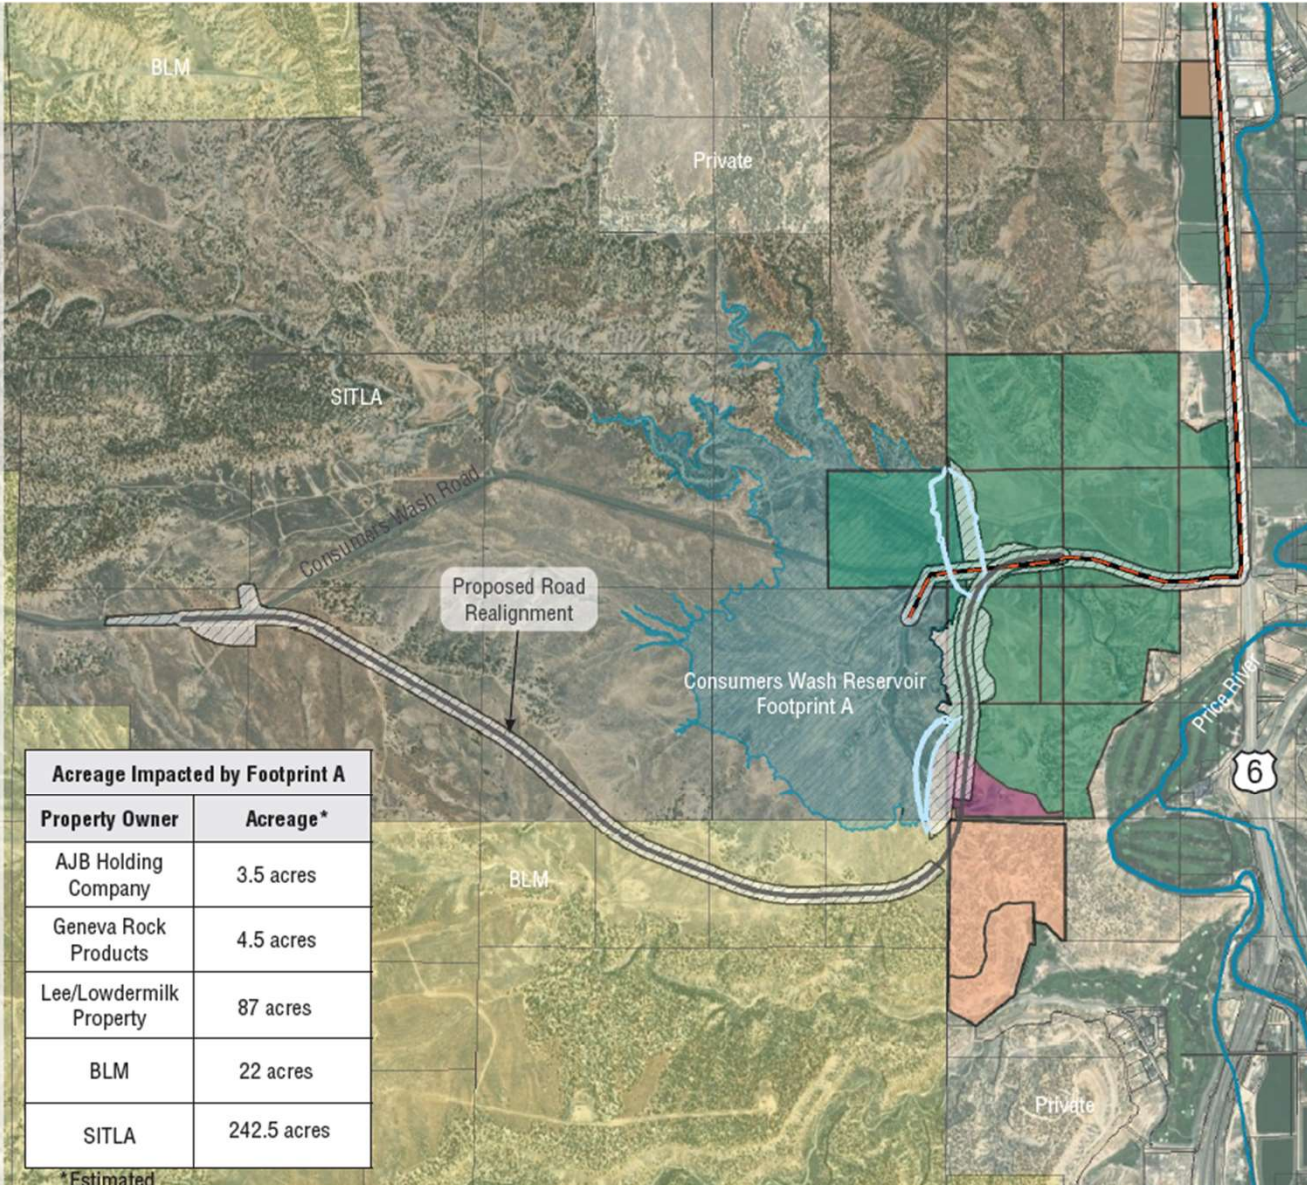 BLM
Private
SITLA
Consumers Wash Road
Proposed Road
Realignment
Consumers Wash Reservoir
Footprint A
Price River
6
Acreage Impacted by Footprint A
Property Owner Acreage*
AJB Holding
Company
3.5 acres
Geneva Rock
Products
4.5 acres
Lee/Lowdermilk
Property
87 acres
BLM 22 acres
SITLA 242.5 acres
*Estimated
BLM
Private